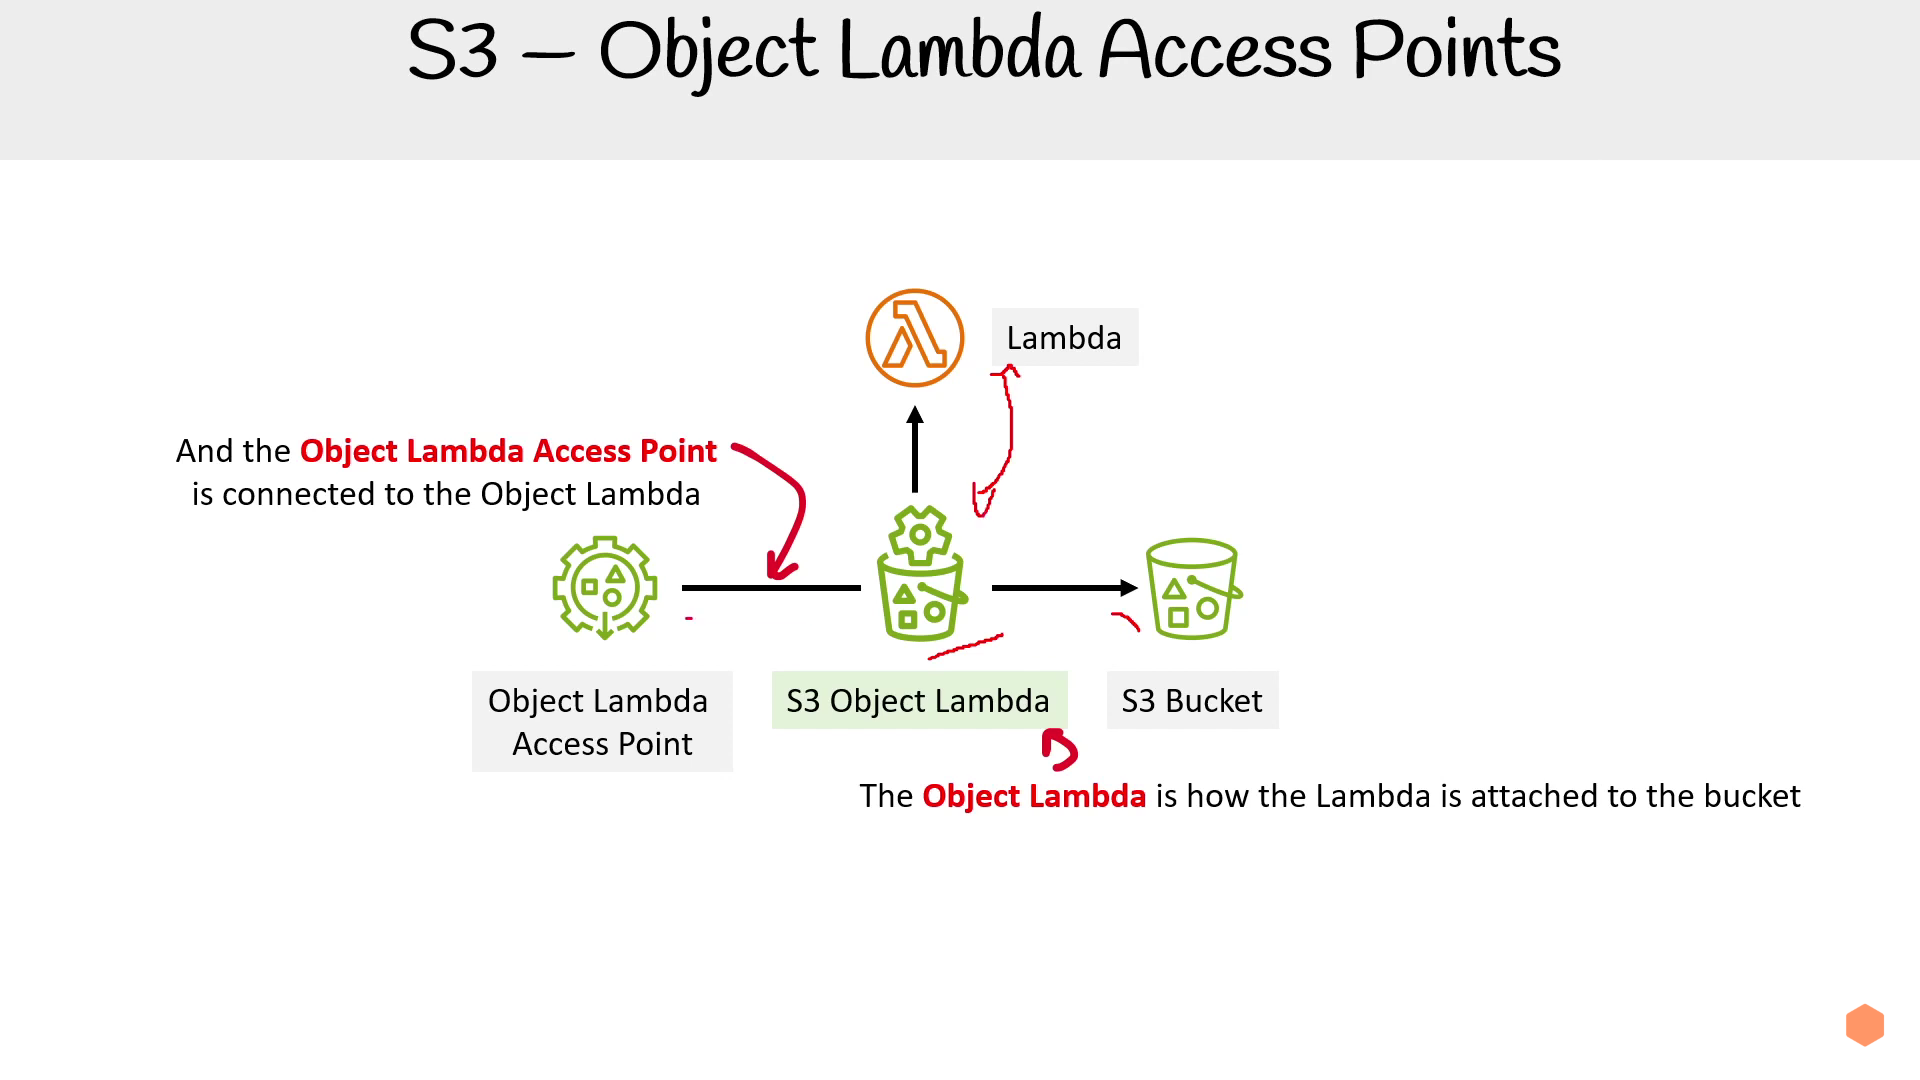 S3 – Object Lambda Access Points
Lambda
And the Object Lambda Access Point
is connected to the Object Lambda
Object Lambda
Access Point
S3 Object Lambda
S3 Bucket
The Object Lambda is how the Lambda is attached to the bucket